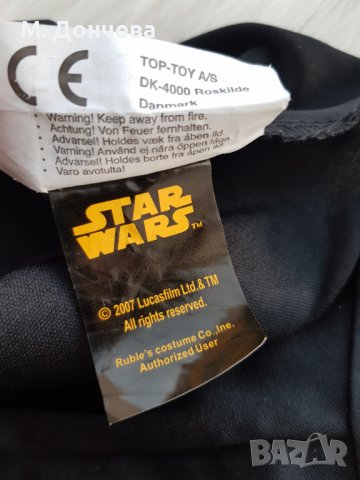 М. Дончева
CE
TOP-TOY A/S
DK-4000 Roskilde
Danmark
Warning! Keep away from fire.
Achtung! Von Feuer fernhalten.
Advarsel! Holdes væk fra åben ild.
Varning! Använd ej nära öppen låga.
Advarsel! Holdes borte fra åpen ild.
Varo avotulta!
STAR
WARS™
© 2007 Lucasfilm Ltd.& TM
All rights reserved.
Rubie's costume Co.,Inc.
Authorized User
BAZAR